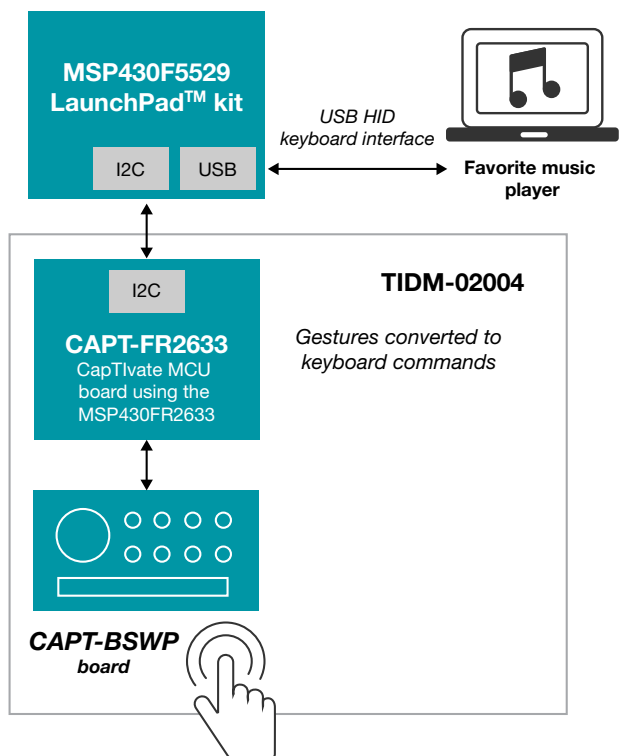 MSP430F5529
LaunchPad™ kit
I2C
USB
USB HID
keyboard interface
Favorite music
player
I2C
CAPT-FR2633
CapTIvate MCU
board using the
MSP430FR2633
TIDM-02004
Gestures converted to
keyboard commands
CAPT-BSWP
board